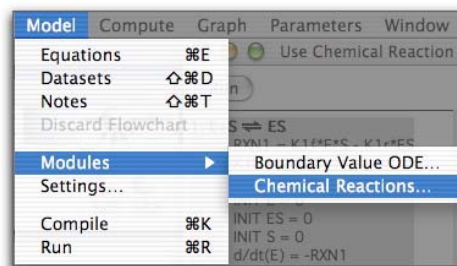 Model Compute Graph Parameters Window
Equations ⌘E
Use Chemical Reaction
Datasets ⇧⌘D
Notes ⇧⌘T
Discard Flowchart
S ⇌ ES
RXN1 = K1f*E*S - K1r*ES
Modules ▶
Boundary Value ODE...
Settings...
Chemical Reactions...
INIT ES = 0
Compile ⌘K
INIT S = 0
Run ⌘R
d/dt(E) = -RXN1